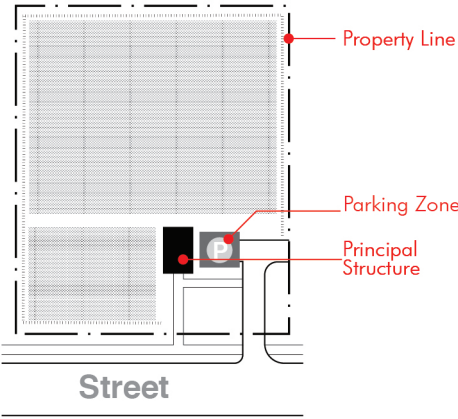 Property Line
Parking Zone
P
Principal
Structure
Street